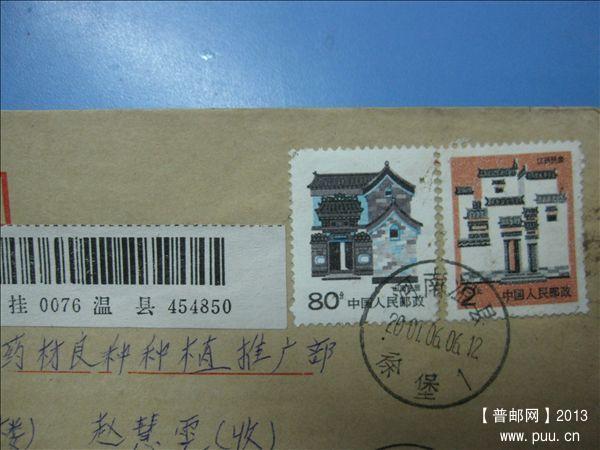 江西民居
80分
中国人民邮政
中国人民邮政
挂 0076 温 县 454850
2001.06.06.12
药材良种种植推广部
楼) 赵慧雯(收)
【普邮网】2013
www.puu.cn